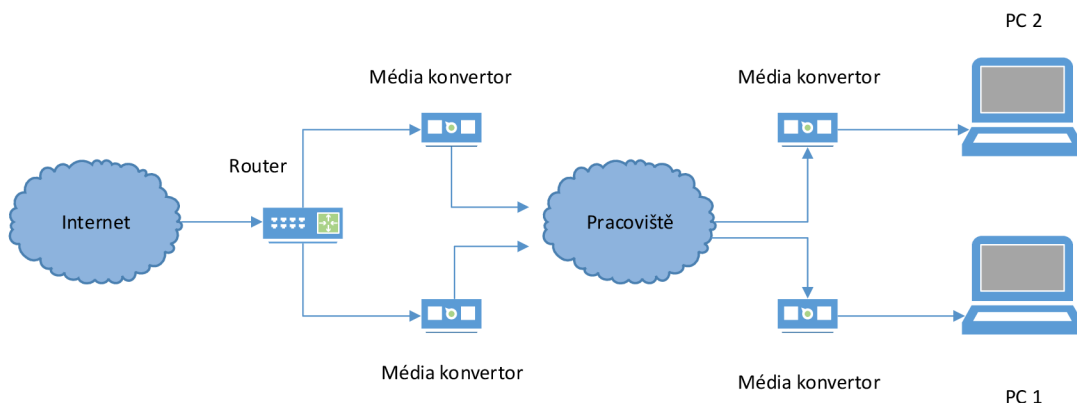 PC 2
Média konvertor
Média konvertor
Router
Internet
Pracoviště
Média konvertor
Média konvertor
PC 1